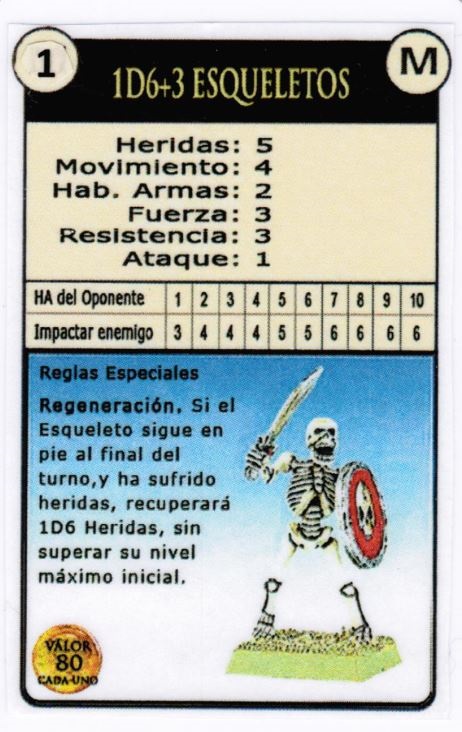 1
M
1D6+3 ESQUELETOS
Heridas: 5
Movimiento: 4
Hab. Armas: 2
Fuerza: 3
Resistencia: 3
Ataque: 1
HA del Oponente 1 2 3 4 5 6 7 8 9 10
Impactar enemigo 3 4 4 4 5 5 6 6 6 6
Reglas Especiales
Regeneración. Si el
Esqueleto sigue en
pie al final del
turno,y ha sufrido
heridas, recuperará
1D6 Heridas, sin
superar su nivel
máximo inicial.
VALOR
80
CADA UNO